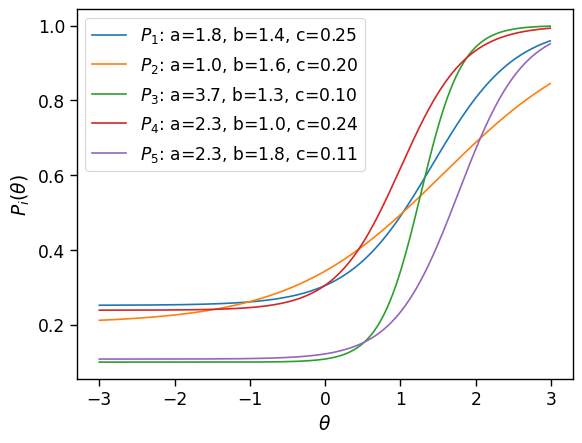 P₁: a=1.8, b=1.4, c=0.25
P₂: a=1.0, b=1.6, c=0.20
P₃: a=3.7, b=1.3, c=0.10
P₄: a=2.3, b=1.0, c=0.24
P₅: a=2.3, b=1.8, c=0.11
1.0
0.8
0.6
0.4
0.2
Pᵢ(θ)
−3
−2
−1
0
1
2
3
θ